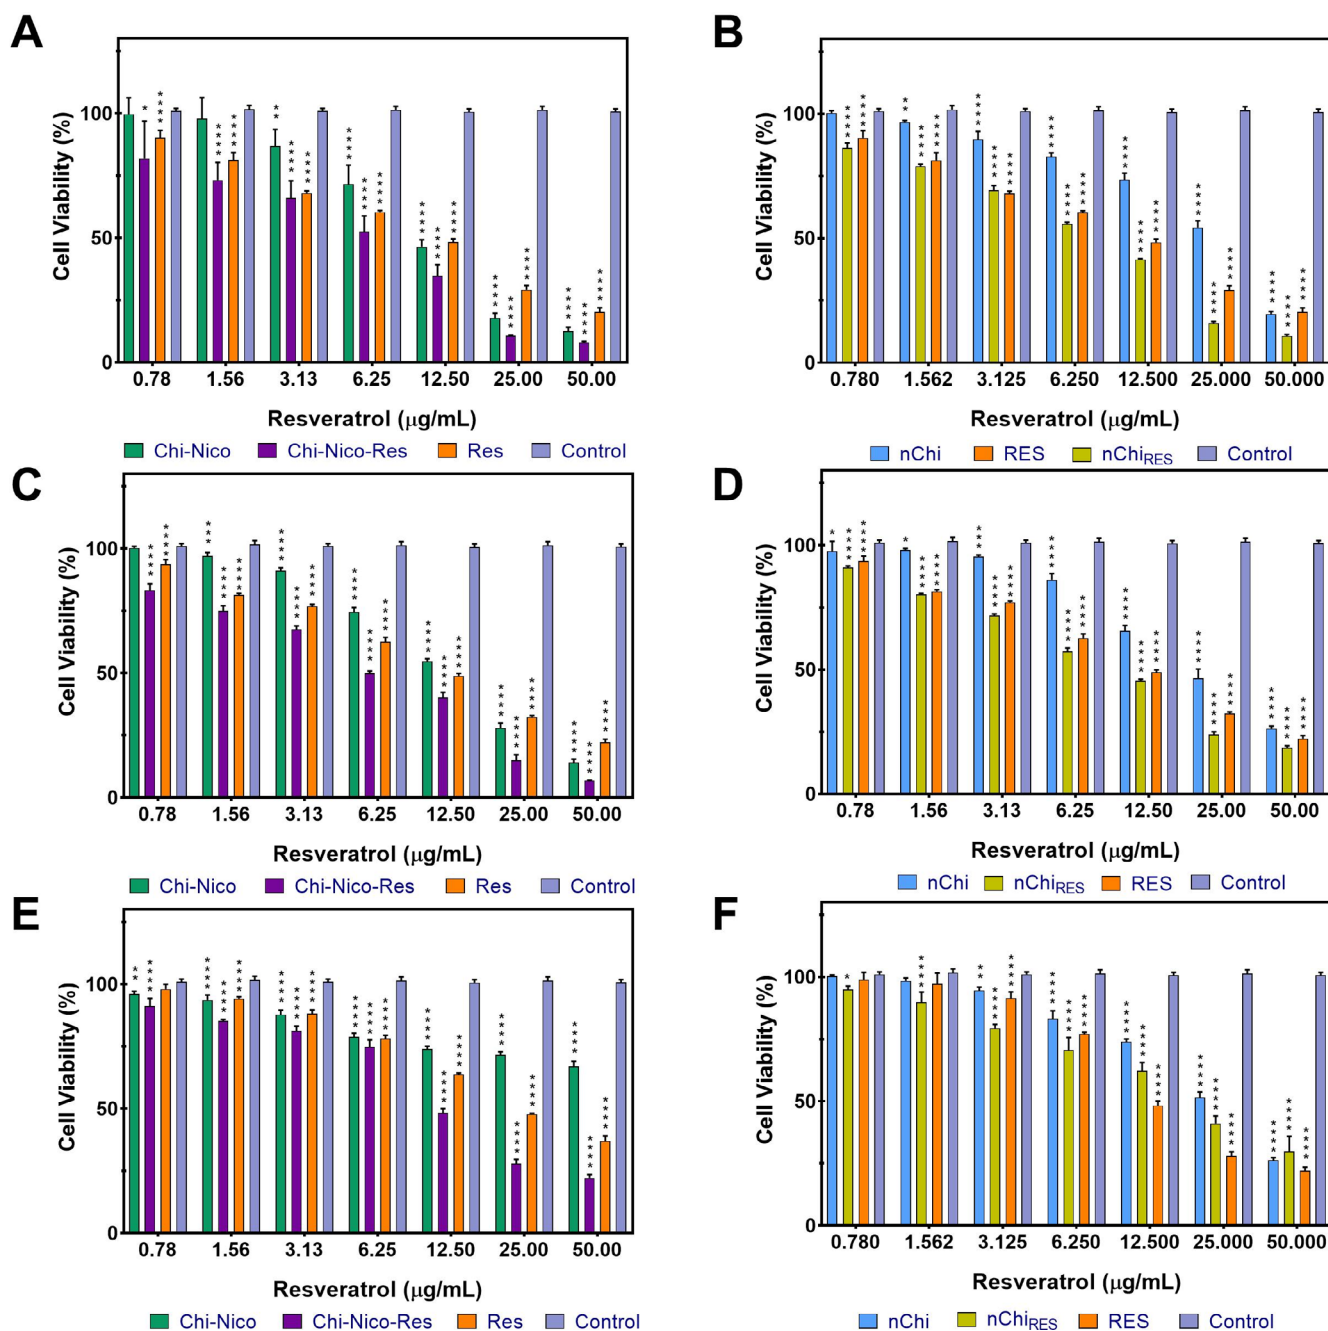 A
Cell Viability (%)
100
50
0
* **** **** **** ** **** **** **** **** **** **** **** **** **** **** **** **** **** ****
0.78 1.56 3.13 6.25 12.50 25.00 50.00
Resveratrol (μg/mL)
Chi-Nico Chi-Nico-Res Res Control
B
Cell Viability (%)
100
50
0
**** **** ** **** **** **** **** **** **** **** **** **** **** **** **** **** **** **** **** ****
0.780 1.562 3.125 6.250 12.500 25.000 50.000
Resveratrol (μg/mL)
nChi RES nChiRES Control
C
Cell Viability (%)
100
50
0
**** **** *** **** **** **** **** **** **** **** **** **** **** **** **** **** **** **** **** ****
0.78 1.56 3.13 6.25 12.50 25.00 50.00
Resveratrol (μg/mL)
Chi-Nico Chi-Nico-Res Res Control
D
Cell Viability (%)
100
50
0
* **** **** * **** **** *** **** **** **** **** **** **** **** **** **** **** **** **** **** ****
0.78 1.56 3.13 6.25 12.50 25.00 50.00
Resveratrol (μg/mL)
nChi nChiRES RES Control
E
Cell Viability (%)
100
50
0
** **** **** **** **** **** **** **** **** **** **** **** **** **** **** **** **** **** **** ****
0.78 1.56 3.13 6.25 12.50 25.00 50.00
Resveratrol (μg/mL)
Chi-Nico Chi-Nico-Res Res Control
F
Cell Viability (%)
100
50
0
* **** ** **** **** **** **** **** **** **** **** **** **** **** **** **** ****
0.780 1.562 3.125 6.250 12.500 25.000 50.000
Resveratrol (μg/mL)
nChi nChiRES RES Control